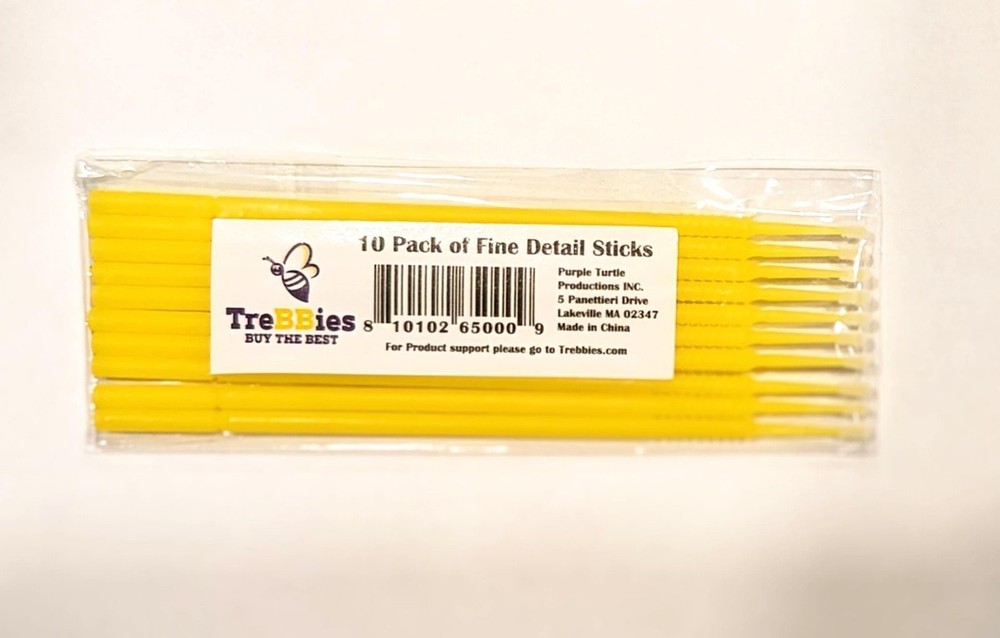 10 Pack of Fine Detail Sticks
TreBBies
BUY THE BEST
8 10102 65000 9
Purple Turtle
Productions INC.
5 Panettieri Drive
Lakeville MA 02347
Made in China
For Product support please go to Trebbies.com